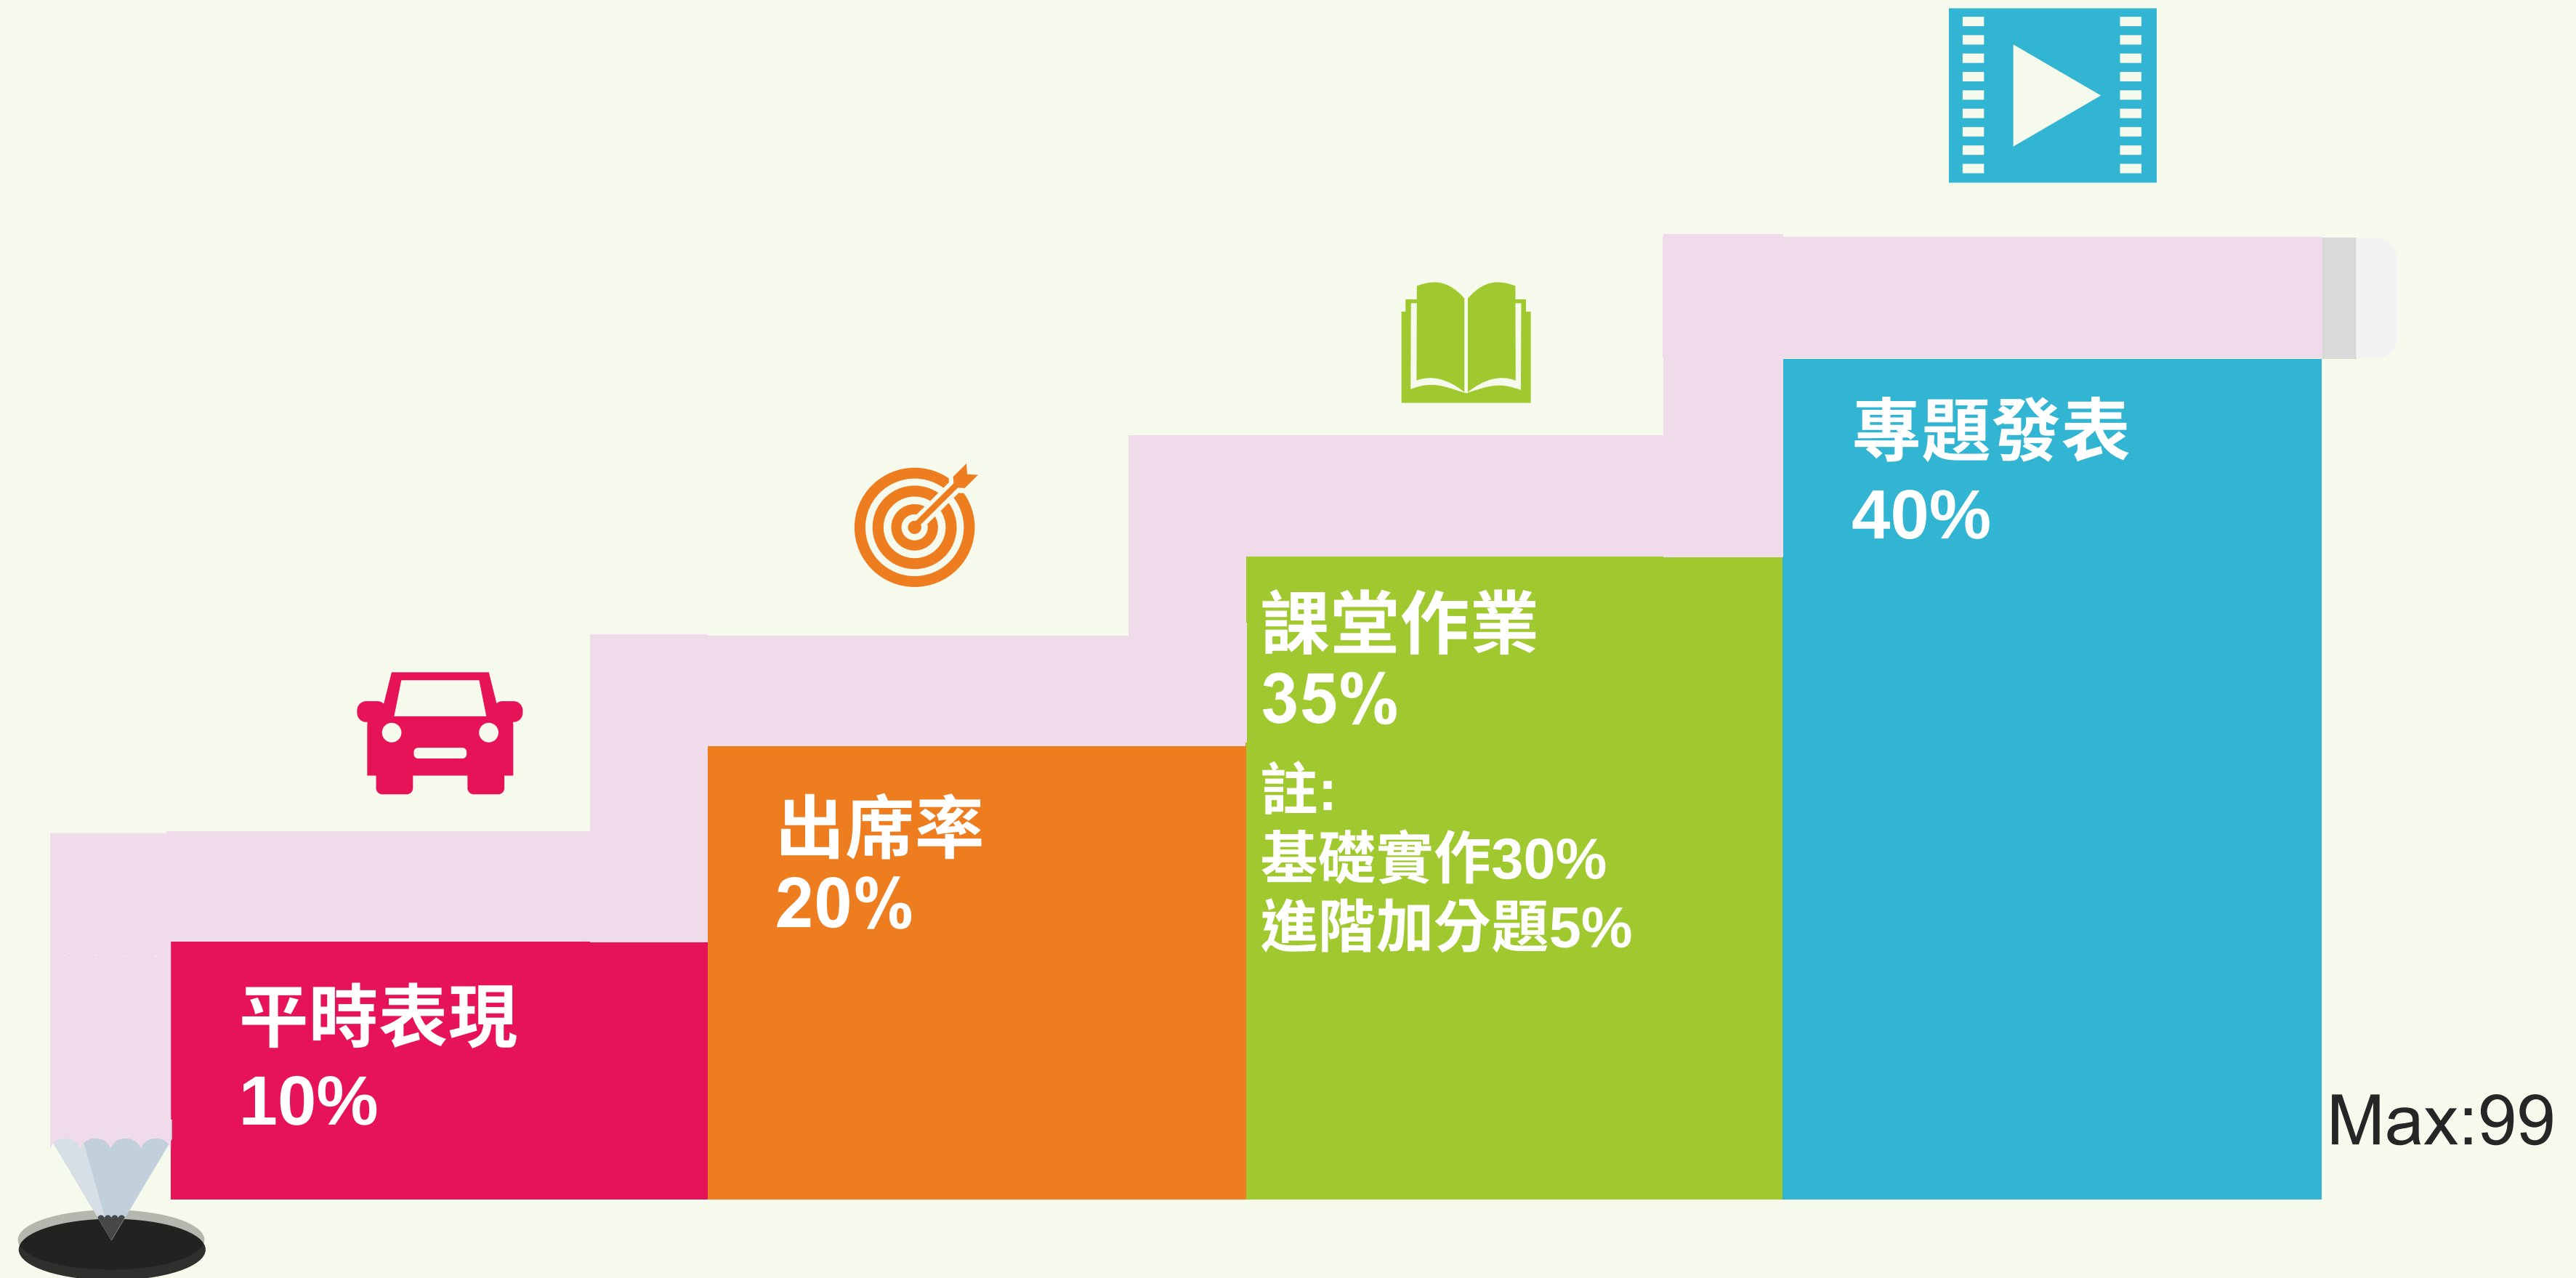 平時表現
10%
出席率
20%
課堂作業
35%
註:
基礎實作30%
進階加分題5%
專題發表
40%
Max:99